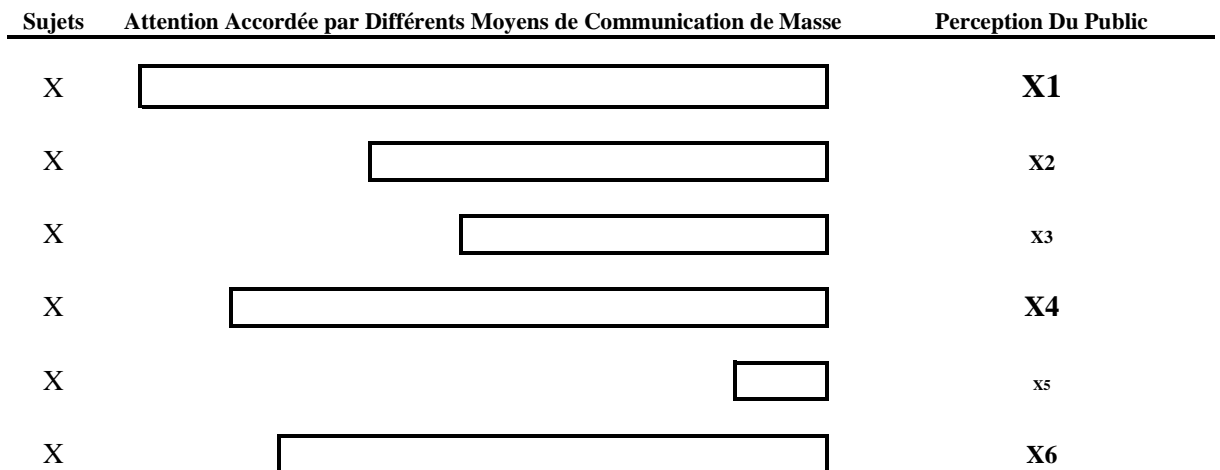 Sujets Attention Accordée par Différents Moyens de Communication de Masse Perception Du Public
X X1
X X2
X X3
X X4
X X5
X X6